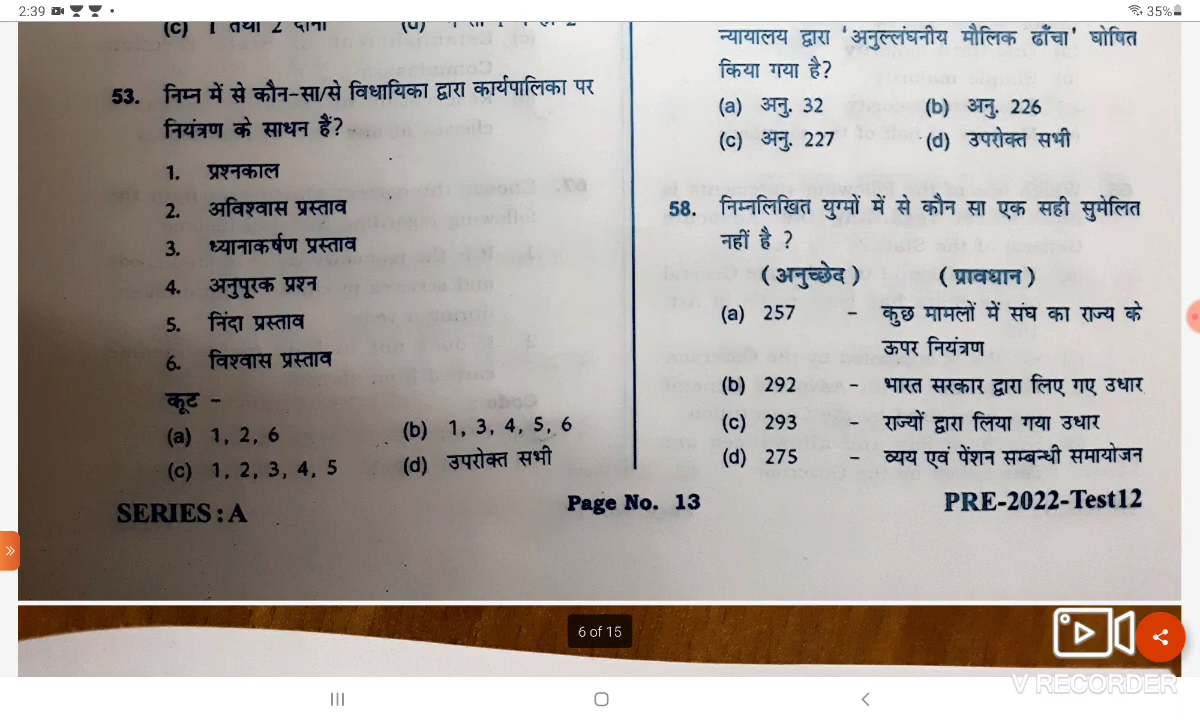 2:39
35%
(c) 1 तथा 2 दोनों
53. निम्न में से कौन-सा/से विधायिका द्वारा कार्यपालिका पर
नियंत्रण के साधन हैं?
1. प्रश्नकाल
2. अविश्वास प्रस्ताव
3. ध्यानाकर्षण प्रस्ताव
4. अनुपूरक प्रश्न
5. निंदा प्रस्ताव
6. विश्वास प्रस्ताव
कूट -
(a) 1, 2, 6
(b) 1, 3, 4, 5, 6
(c) 1, 2, 3, 4, 5
(d) उपरोक्त सभी
न्यायालय द्वारा 'अनुल्लंघनीय मौलिक ढाँचा' घोषित
किया गया है?
(a) अनु. 32
(b) अनु. 226
(c) अनु. 227
(d) उपरोक्त सभी
58. निम्नलिखित युग्मों में से कौन सा एक सही सुमेलित
नहीं है ?
(अनुच्छेद) (प्रावधान)
(a) 257 - कुछ मामलों में संघ का राज्य के
ऊपर नियंत्रण
(b) 292 - भारत सरकार द्वारा लिए गए उधार
(c) 293 - राज्यों द्वारा लिया गया उधार
(d) 275 - व्यय एवं पेंशन सम्बन्धी समायोजन
SERIES : A
Page No. 13
PRE-2022-Test12
6 of 15
V RECORDER